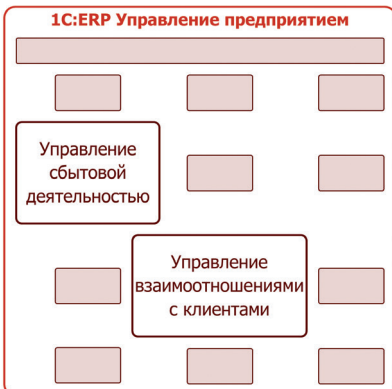 1С:ERP Управление предприятием
Управление
сбытовой
деятельностью
Управление
взаимоотношениями
с клиентами